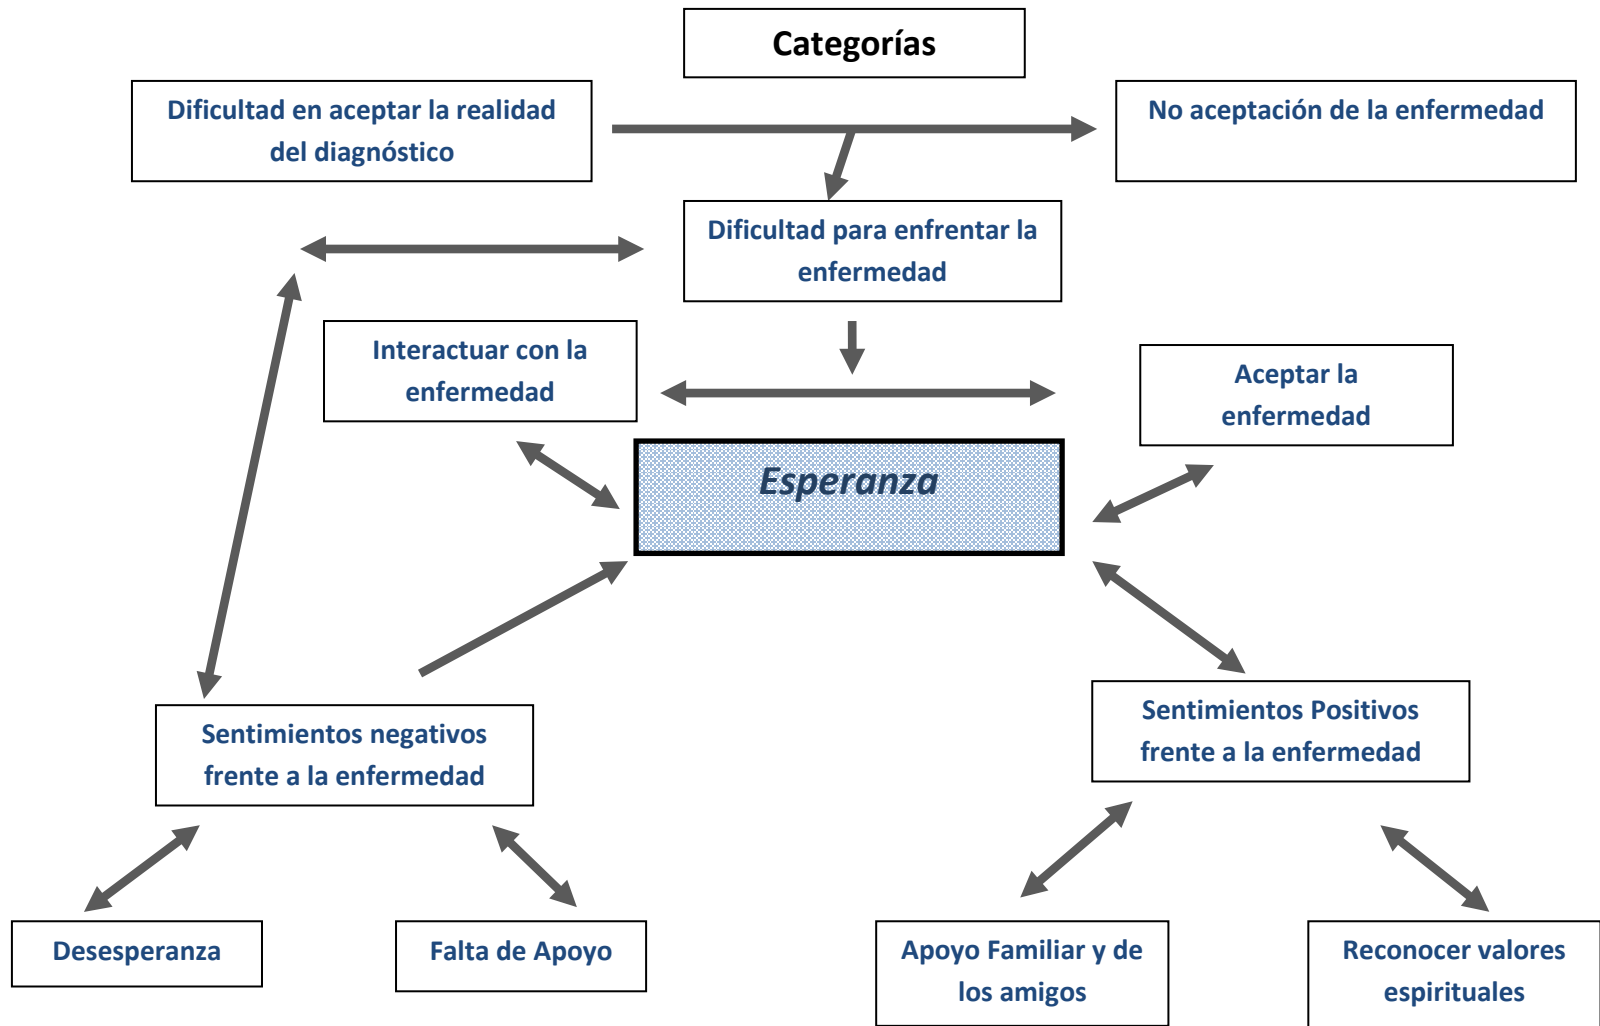 Categorías
Dificultad en aceptar la realidad
del diagnóstico
No aceptación de la enfermedad
Dificultad para enfrentar la
enfermedad
Interactuar con la
enfermedad
Aceptar la
enfermedad
Esperanza
Sentimientos negativos
frente a la enfermedad
Sentimientos Positivos
frente a la enfermedad
Desesperanza
Falta de Apoyo
Apoyo Familiar y de
los amigos
Reconocer valores
espirituales